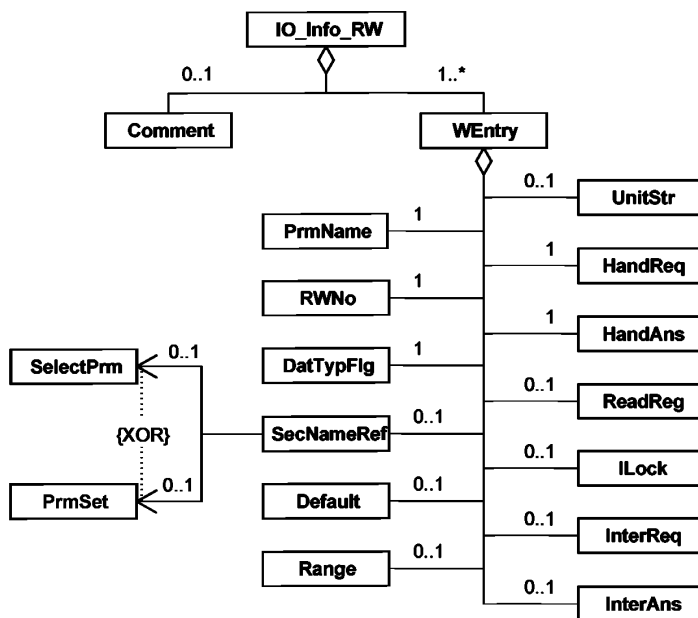 IO_Info_RW
0..1
1..*
Comment
WEntry
0..1
UnitStr
PrmName
1
1
HandReq
RWNo
1
1
HandAns
SelectPrm
0..1
DatTypFlg
1
0..1
ReadReg
{XOR}
SecNameRef
0..1
0..1
ILock
PrmSet
0..1
Default
0..1
0..1
InterReq
Range
0..1
0..1
InterAns